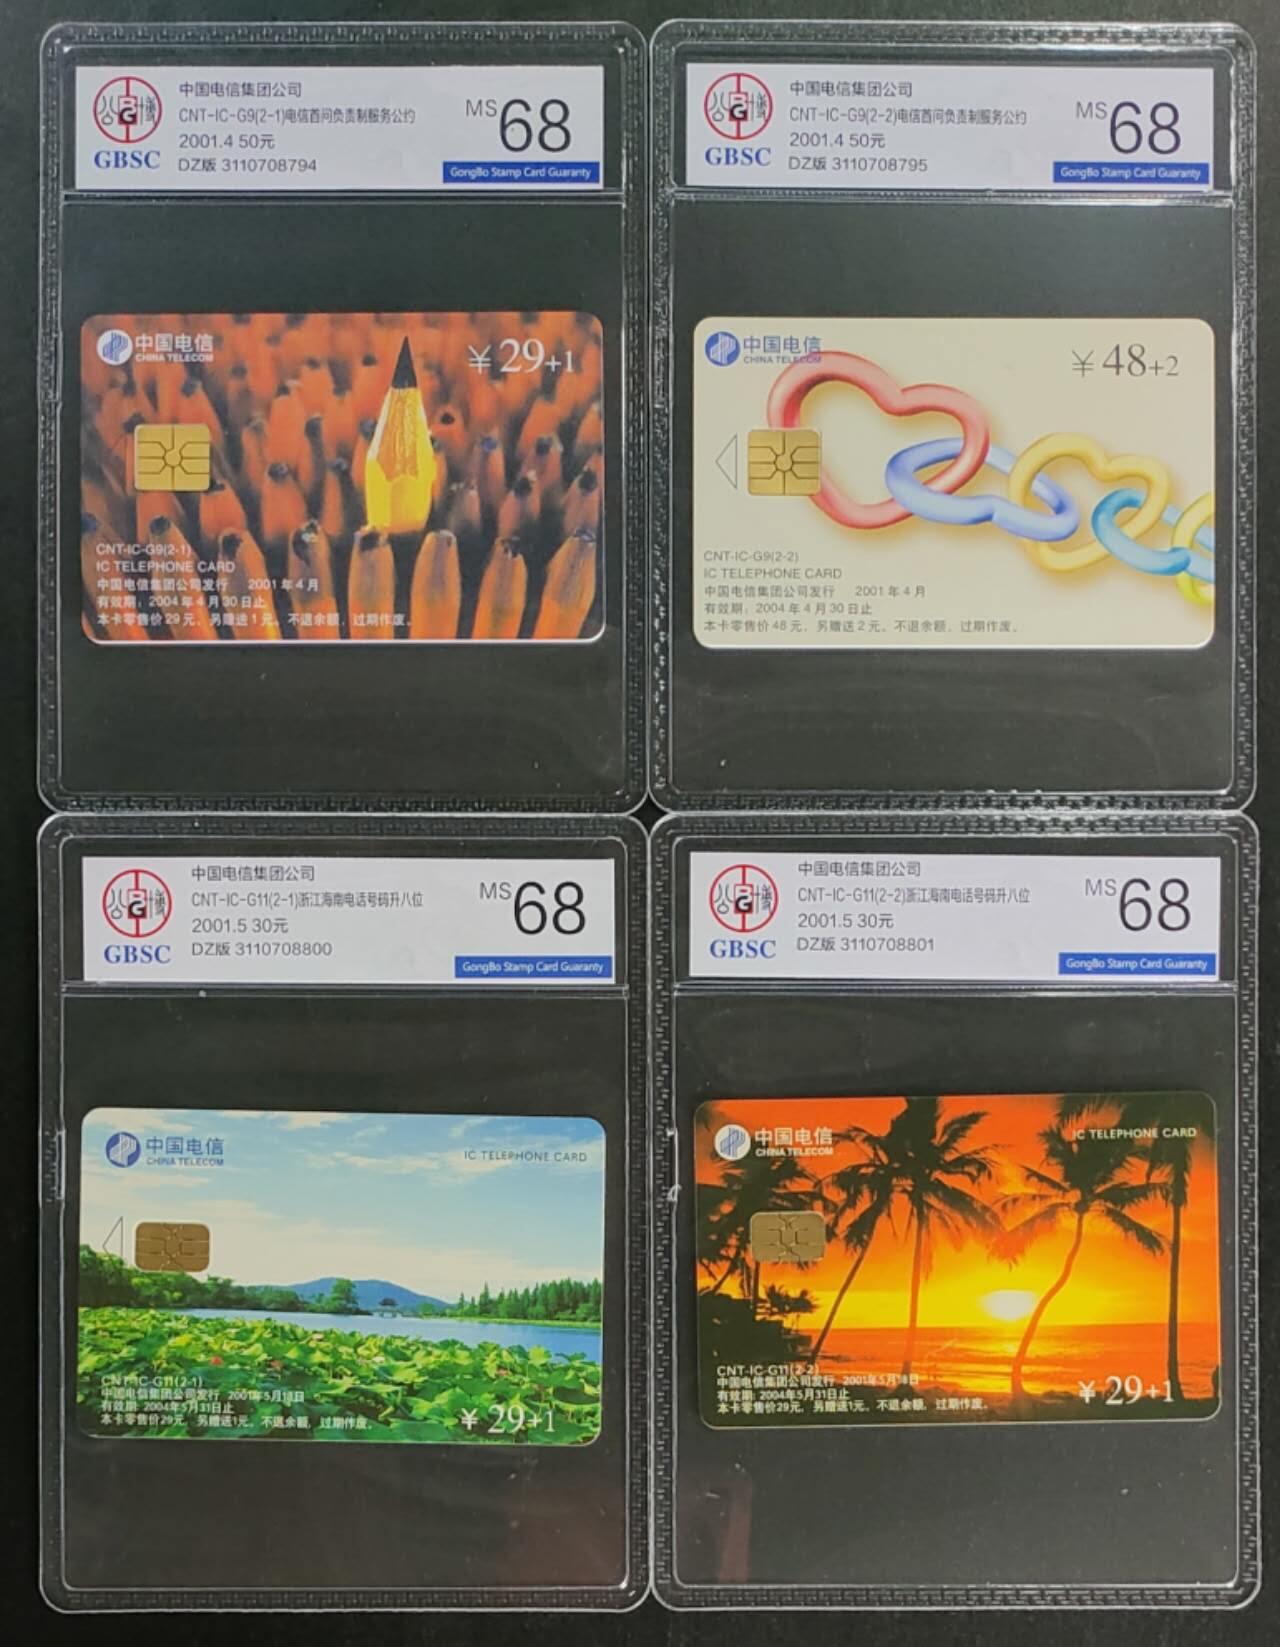 中国电信集团公司
CNT-IC-G9(2-1)电信首问负责制服务公约
2001.4 50元
DZ版 3110708794
MS 68
GBSC
GongBo Stamp Card Guaranty
中国电信
CHINA TELECOM
¥29+1
CNT-IC-G9(2-1)
IC TELEPHONE CARD
中国电信集团公司发行 2001年4月
有效期：2004年4月30日止
本卡零售价29元，另赠送1元。不退余额，过期作废。
中国电信集团公司
CNT-IC-G9(2-2)电信首问负责制服务公约
2001.4 50元
DZ版 3110708795
MS 68
GBSC
GongBo Stamp Card Guaranty
中国电信
CHINA TELECOM
¥48+2
CNT-IC-G9(2-2)
IC TELEPHONE CARD
中国电信集团公司发行 2001年4月
有效期：2004年4月30日止
本卡零售价48元，另赠送2元。不退余额，过期作废。
中国电信集团公司
CNT-IC-G11(2-1)浙江海南电话号码升八位
2001.5 30元
DZ版 3110708800
MS 68
GBSC
GongBo Stamp Card Guaranty
中国电信
CHINA TELECOM
IC TELEPHONE CARD
CNT-IC-G11(2-1)
中国电信集团公司发行 2001年5月18日
有效期：2004年5月31日止
本卡零售价29元，另赠送1元，不退余额，过期作废。
¥29+1
中国电信集团公司
CNT-IC-G11(2-2)浙江海南电话号码升八位
2001.5 30元
DZ版 3110708801
MS 68
GBSC
GongBo Stamp Card Guaranty
中国电信
CHINA TELECOM
IC TELEPHONE CARD
CNT-IC-G11(2-2)
中国电信集团公司发行 2001年5月18日
有效期：2004年5月31日止
本卡零售价29元，另赠送1元，不退余额，过期作废。
¥29+1